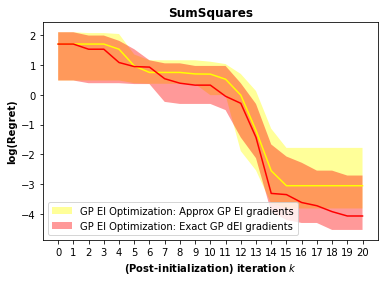 SumSquares
log(Regret)
2
1
0
−1
−2
−3
−4
GP EI Optimization: Approx GP EI gradients
GP EI Optimization: Exact GP dEI gradients
0 1 2 3 4 5 6 7 8 9 10 11 12 13 14 15 16 17 18 19 20
(Post-initialization) iteration k